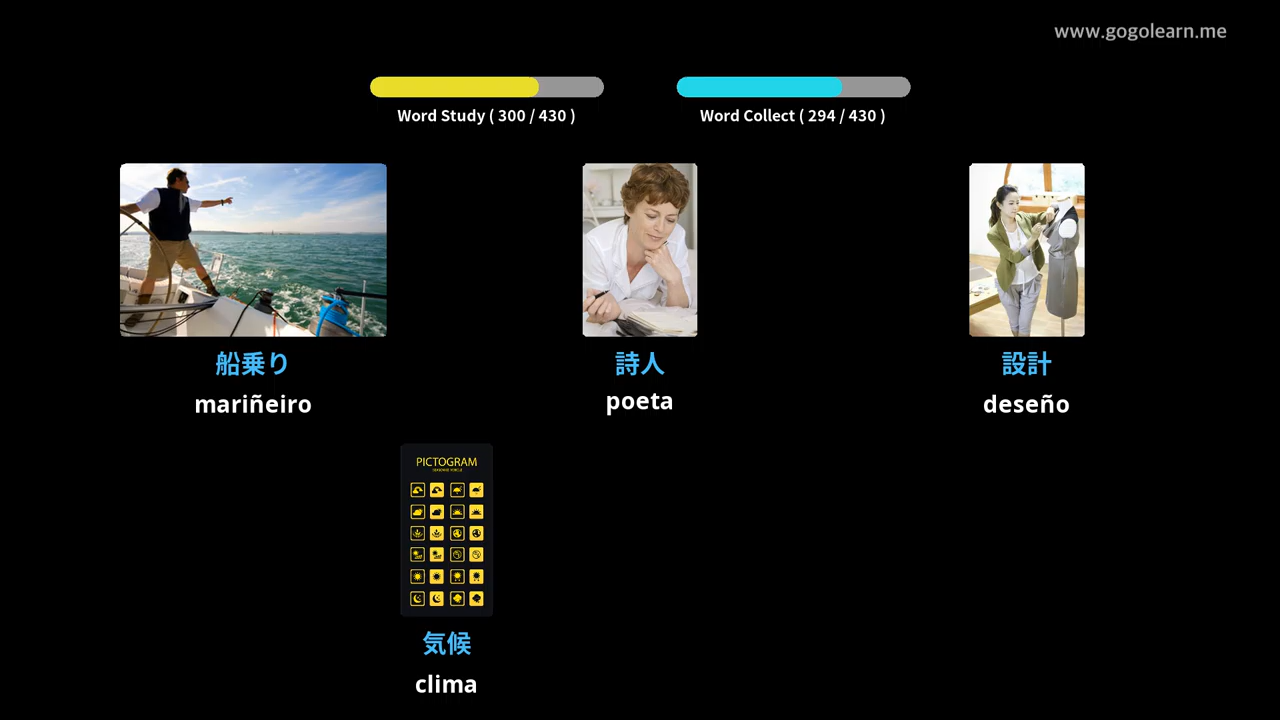 www.gogolearn.me
Word Study ( 300 / 430 )
Word Collect ( 294 / 430 )
船乗り
mariñeiro
詩人
poeta
設計
deseño
PICTOGRAM
気候
clima